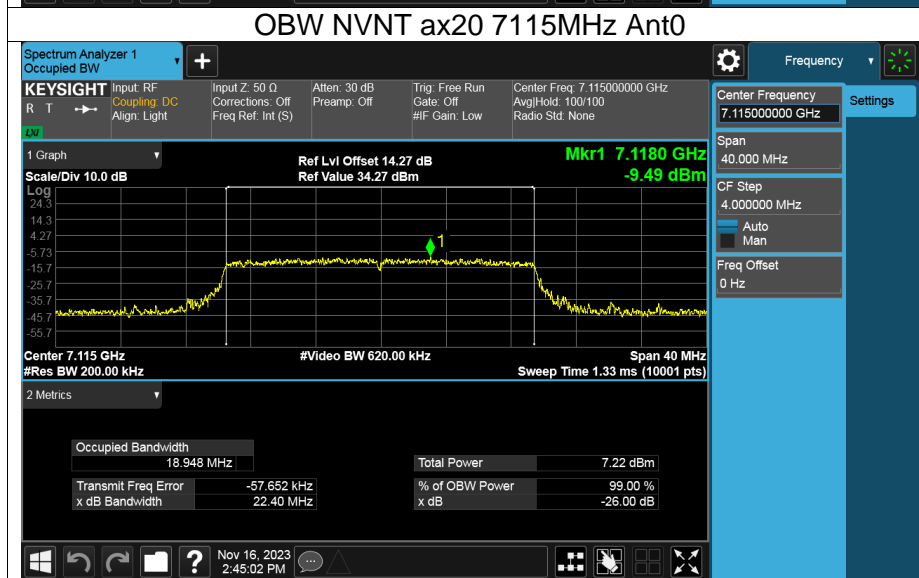 OBW NVNT ax20 7115MHz Ant0
Spectrum Analyzer 1
Occupied BW
+
Frequency
KEYSIGHT
R T
LXI
Input: RF
Coupling: DC
Align: Light
Input Z: 50 Ω
Corrections: Off
Freq Ref: Int (S)
Atten: 30 dB
Preamp: Off
Trig: Free Run
Gate: Off
#IF Gain: Low
Center Freq: 7.115000000 GHz
Avg|Hold: 100/100
Radio Std: None
Center Frequency
7.115000000 GHz
Settings
Span
40.000 MHz
CF Step
4.000000 MHz
Auto
Man
Freq Offset
0 Hz
1 Graph
Scale/Div 10.0 dB
Ref Lvl Offset 14.27 dB
Ref Value 34.27 dBm
Mkr1 7.1180 GHz
-9.49 dBm
Log
24.3
14.3
4.27
-5.73
-15.7
-25.7
-35.7
-45.7
-55.7
1
Center 7.115 GHz
#Video BW 620.00 kHz
Span 40 MHz
#Res BW 200.00 kHz
Sweep Time 1.33 ms (10001 pts)
2 Metrics
Occupied Bandwidth
18.948 MHz
Total Power 7.22 dBm
Transmit Freq Error -57.652 kHz
% of OBW Power 99.00 %
x dB Bandwidth 22.40 MHz
x dB -26.00 dB
?
Nov 16, 2023
2:45:02 PM